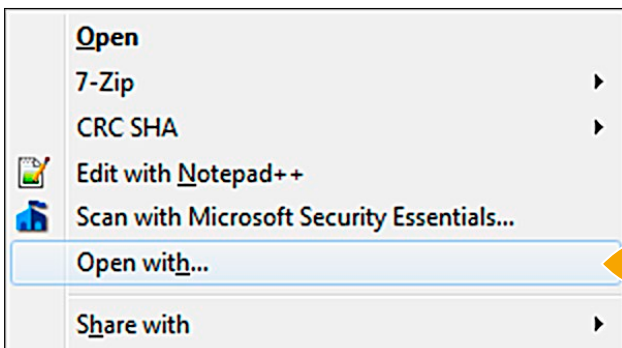 Open
7-Zip
CRC SHA
Edit with Notepad++
Scan with Microsoft Security Essentials...
Open with...
Share with